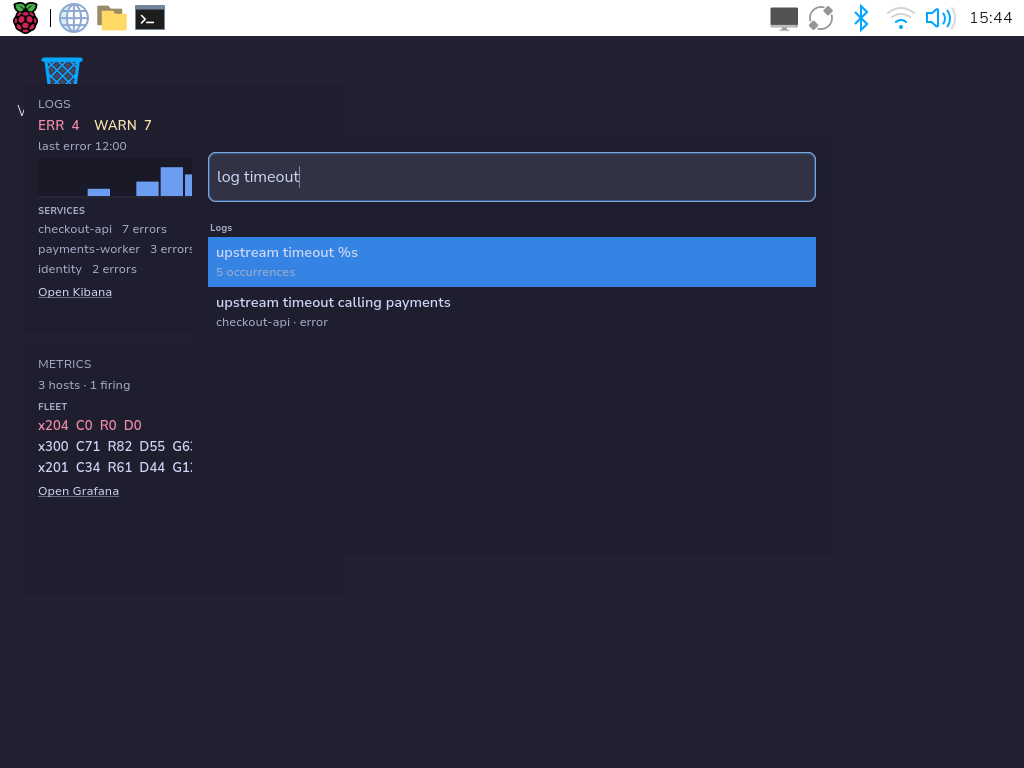 15:44
LOGS
ERR 4 WARN 7
last error 12:00
SERVICES
checkout-api 7 errors
payments-worker 3 errors
identity 2 errors
Open Kibana
log timeout
Logs
upstream timeout %s
5 occurrences
upstream timeout calling payments
checkout-api · error
METRICS
3 hosts · 1 firing
FLEET
x204 C0 R0 D0
x300 C71 R82 D55
x201 C34 R61 D44
Open Grafana